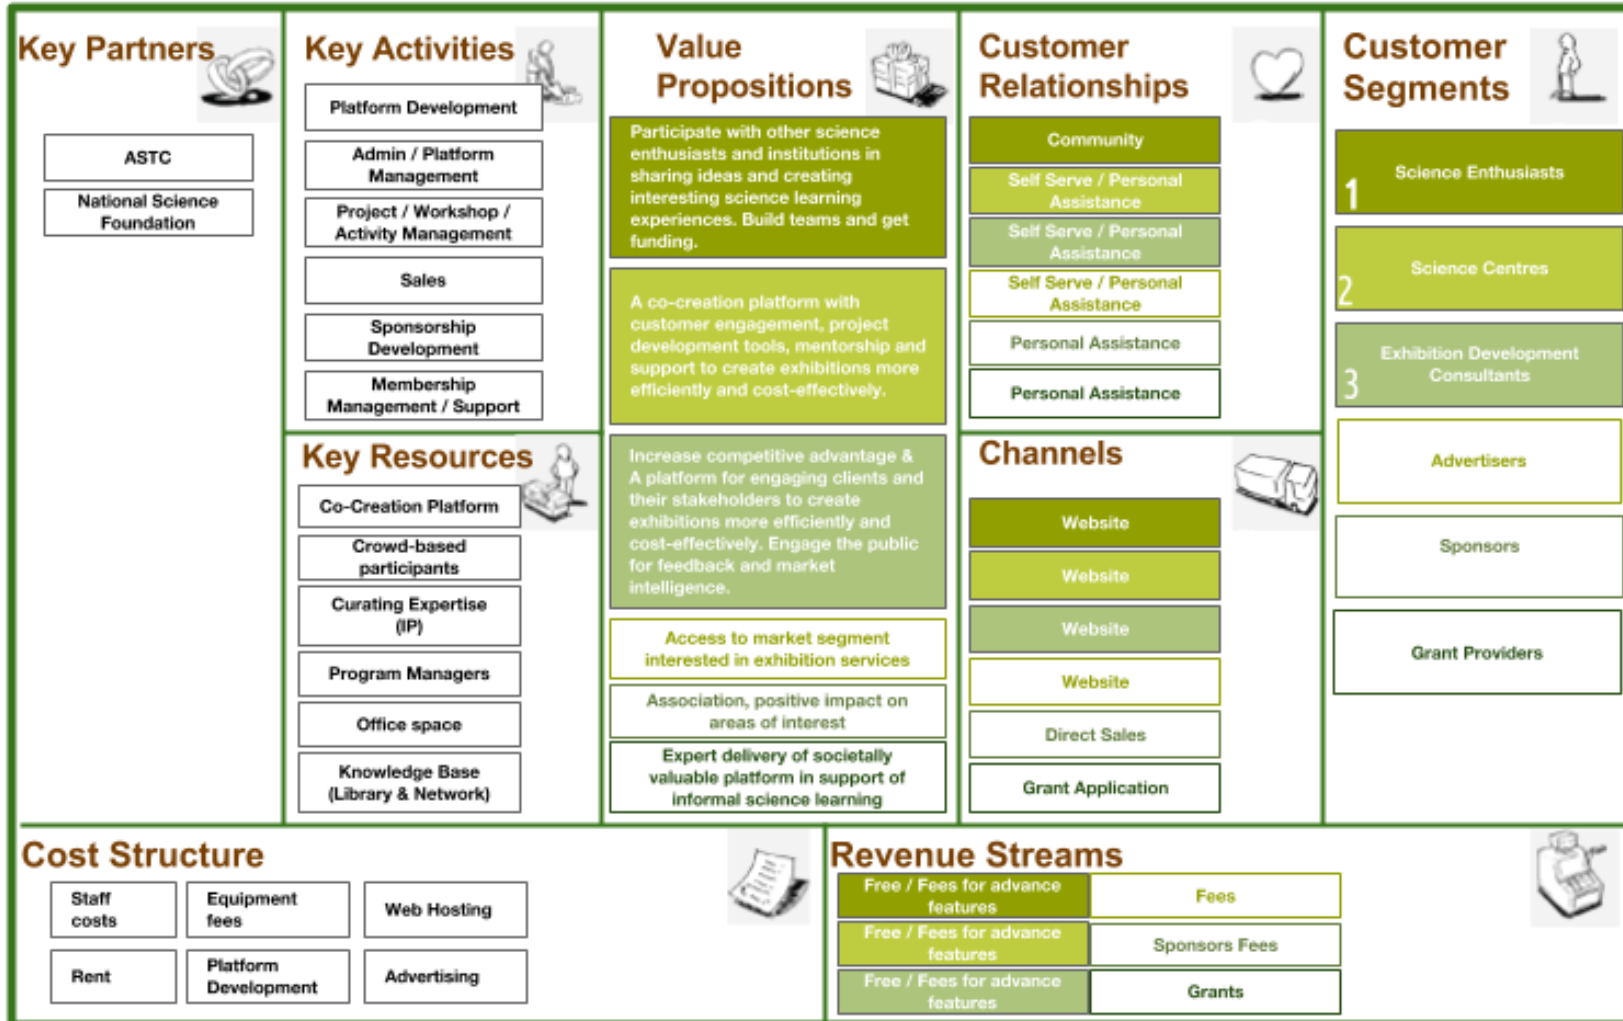 Key Partners
ASTC
National Science
Foundation
Key Activities
Platform Development
Admin / Platform
Management
Project / Workshop /
Activity Management
Sales
Sponsorship
Development
Membership
Management / Support
Key Resources
Co-Creation Platform
Crowd-based
participants
Curating Expertise
(IP)
Program Managers
Office space
Knowledge Base
(Library & Network)
Value
Propositions
Participate with other science
enthusiasts and institutions in
sharing ideas and creating
interesting science learning
experiences. Build teams and get
funding.
A co-creation platform with
customer engagement, project
development tools, mentorship and
support to create exhibitions more
efficiently and cost-effectively.
Increase competitive advantage &
A platform for engaging clients and
their stakeholders to create
exhibitions more efficiently and
cost-effectively. Engage the public
for feedback and market
intelligence.
Access to market segment
interested in exhibition services
Association, positive impact on
areas of interest
Expert delivery of societally
valuable platform in support of
informal science learning
Customer
Relationships
Community
Self Serve / Personal
Assistance
Self Serve / Personal
Assistance
Self Serve / Personal
Assistance
Personal Assistance
Personal Assistance
Channels
Website
Website
Website
Website
Direct Sales
Grant Application
Customer
Segments
1 Science Enthusiasts
2 Science Centres
3 Exhibition Development
Consultants
Advertisers
Sponsors
Grant Providers
Cost Structure
Staff
costs
Equipment
fees
Web Hosting
Rent
Platform
Development
Advertising
Revenue Streams
Free / Fees for advance
features
Fees
Free / Fees for advance
features
Sponsors Fees
Free / Fees for advance
features
Grants